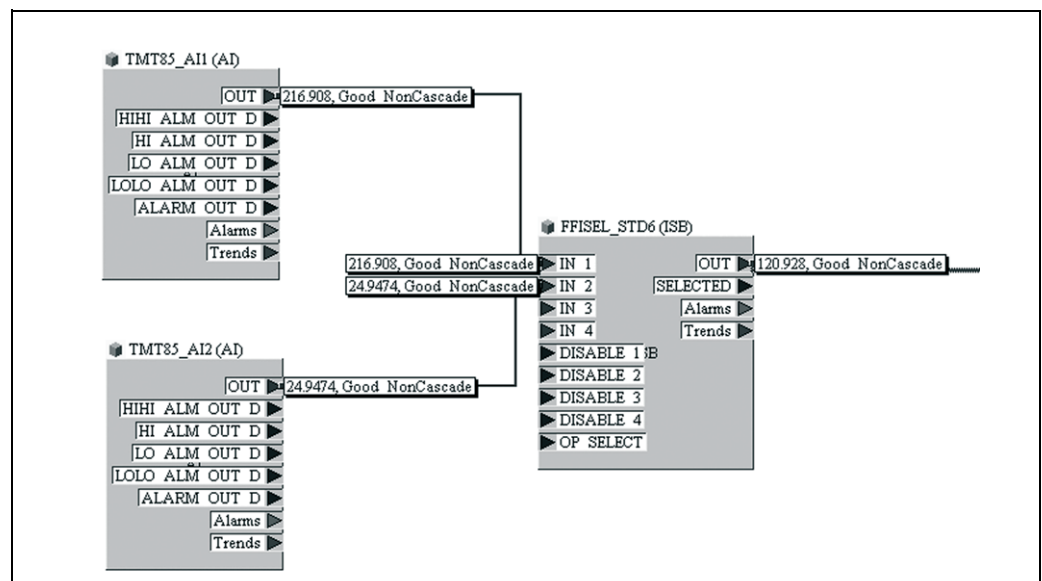 TMT85_AI1 (AI)
OUT
216.908, Good NonCascade
HIHI ALM OUT D
HI ALM OUT D
LO ALM OUT D
LOLO ALM OUT D
ALARM OUT D
Alarms
Trends
FFISEL_STD6 (ISB)
216.908, Good NonCascade
IN 1
OUT
120.928, Good NonCascade
24.9474, Good NonCascade
IN 2
SELECTED
IN 3
Alarms
IN 4
Trends
DISABLE 1
DISABLE 2
DISABLE 3
DISABLE 4
OP SELECT
TMT85_AI2 (AI)
OUT
24.9474, Good NonCascade
HIHI ALM OUT D
HI ALM OUT D
LO ALM OUT D
LOLO ALM OUT D
ALARM OUT D
Alarms
Trends